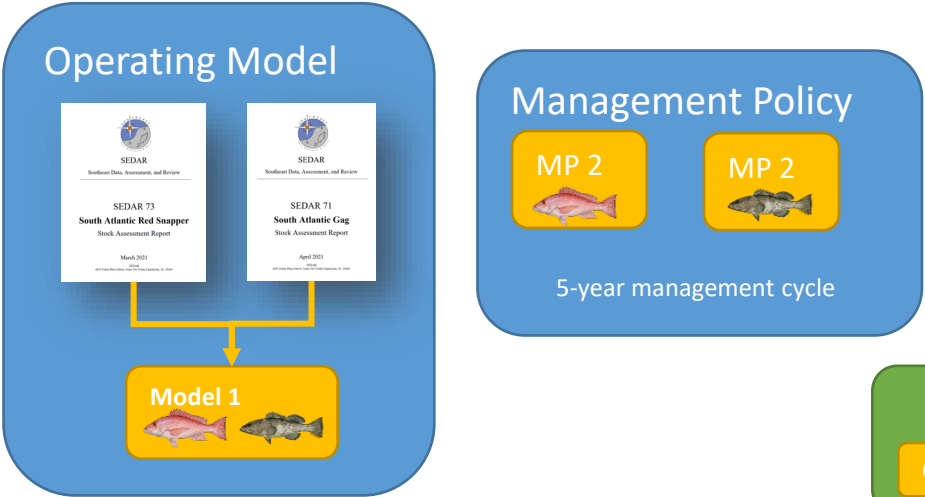 Operating Model
SEDAR
Southeast Data, Assessment, and Review
SEDAR 73
South Atlantic Red Snapper
Stock Assessment Report
March 2021
SEDAR
SEDAR
Southeast Data, Assessment, and Review
SEDAR 71
South Atlantic Gag
Stock Assessment Report
April 2021
SEDAR
Model 1
Management Policy
MP 2
MP 2
5-year management cycle